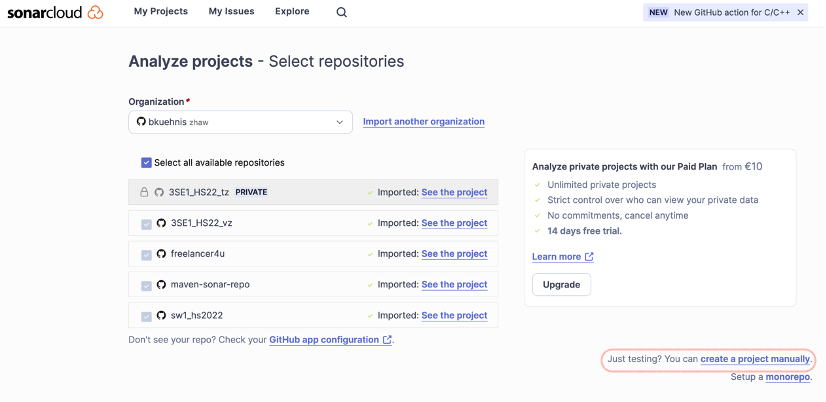 sonarcloud My Projects My Issues Explore NEW New GitHub action for C/C++
Analyze projects - Select repositories
Organization*
bkuehnis zhaw Import another organization
Select all available repositories
3SE1_HS22_tz PRIVATE Imported: See the project
3SE1_HS22_vz Imported: See the project
freelancer4u Imported: See the project
maven-sonar-repo Imported: See the project
sw1_hs2022 Imported: See the project
Don't see your repo? Check your GitHub app configuration.
Analyze private projects with our Paid Plan from €10
Unlimited private projects
Strict control over who can view your private data
No commitments, cancel anytime
14 days free trial.
Learn more
Upgrade
Just testing? You can create a project manually.
Setup a monorepo.